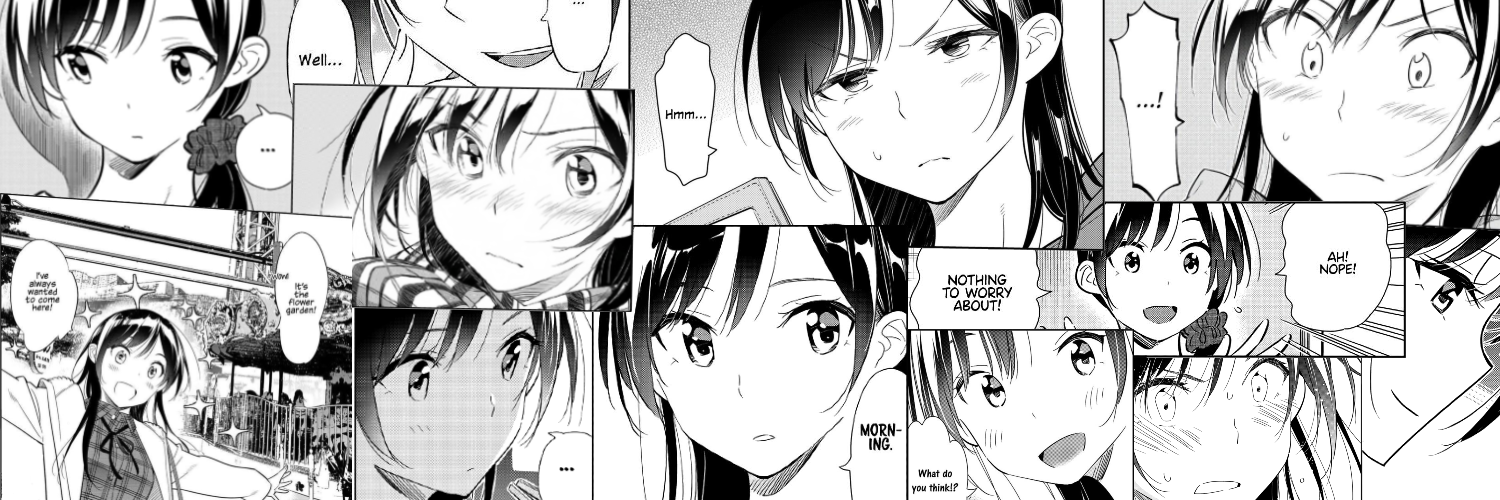 ...
Well...
...
Hmm...
...!
I've
always
wanted
to come
here!
Wow!
It's
the
flower
garden!
NOTHING
TO WORRY
ABOUT!
AH!
NOPE!
...
MORN-
ING.
What do
you think!?